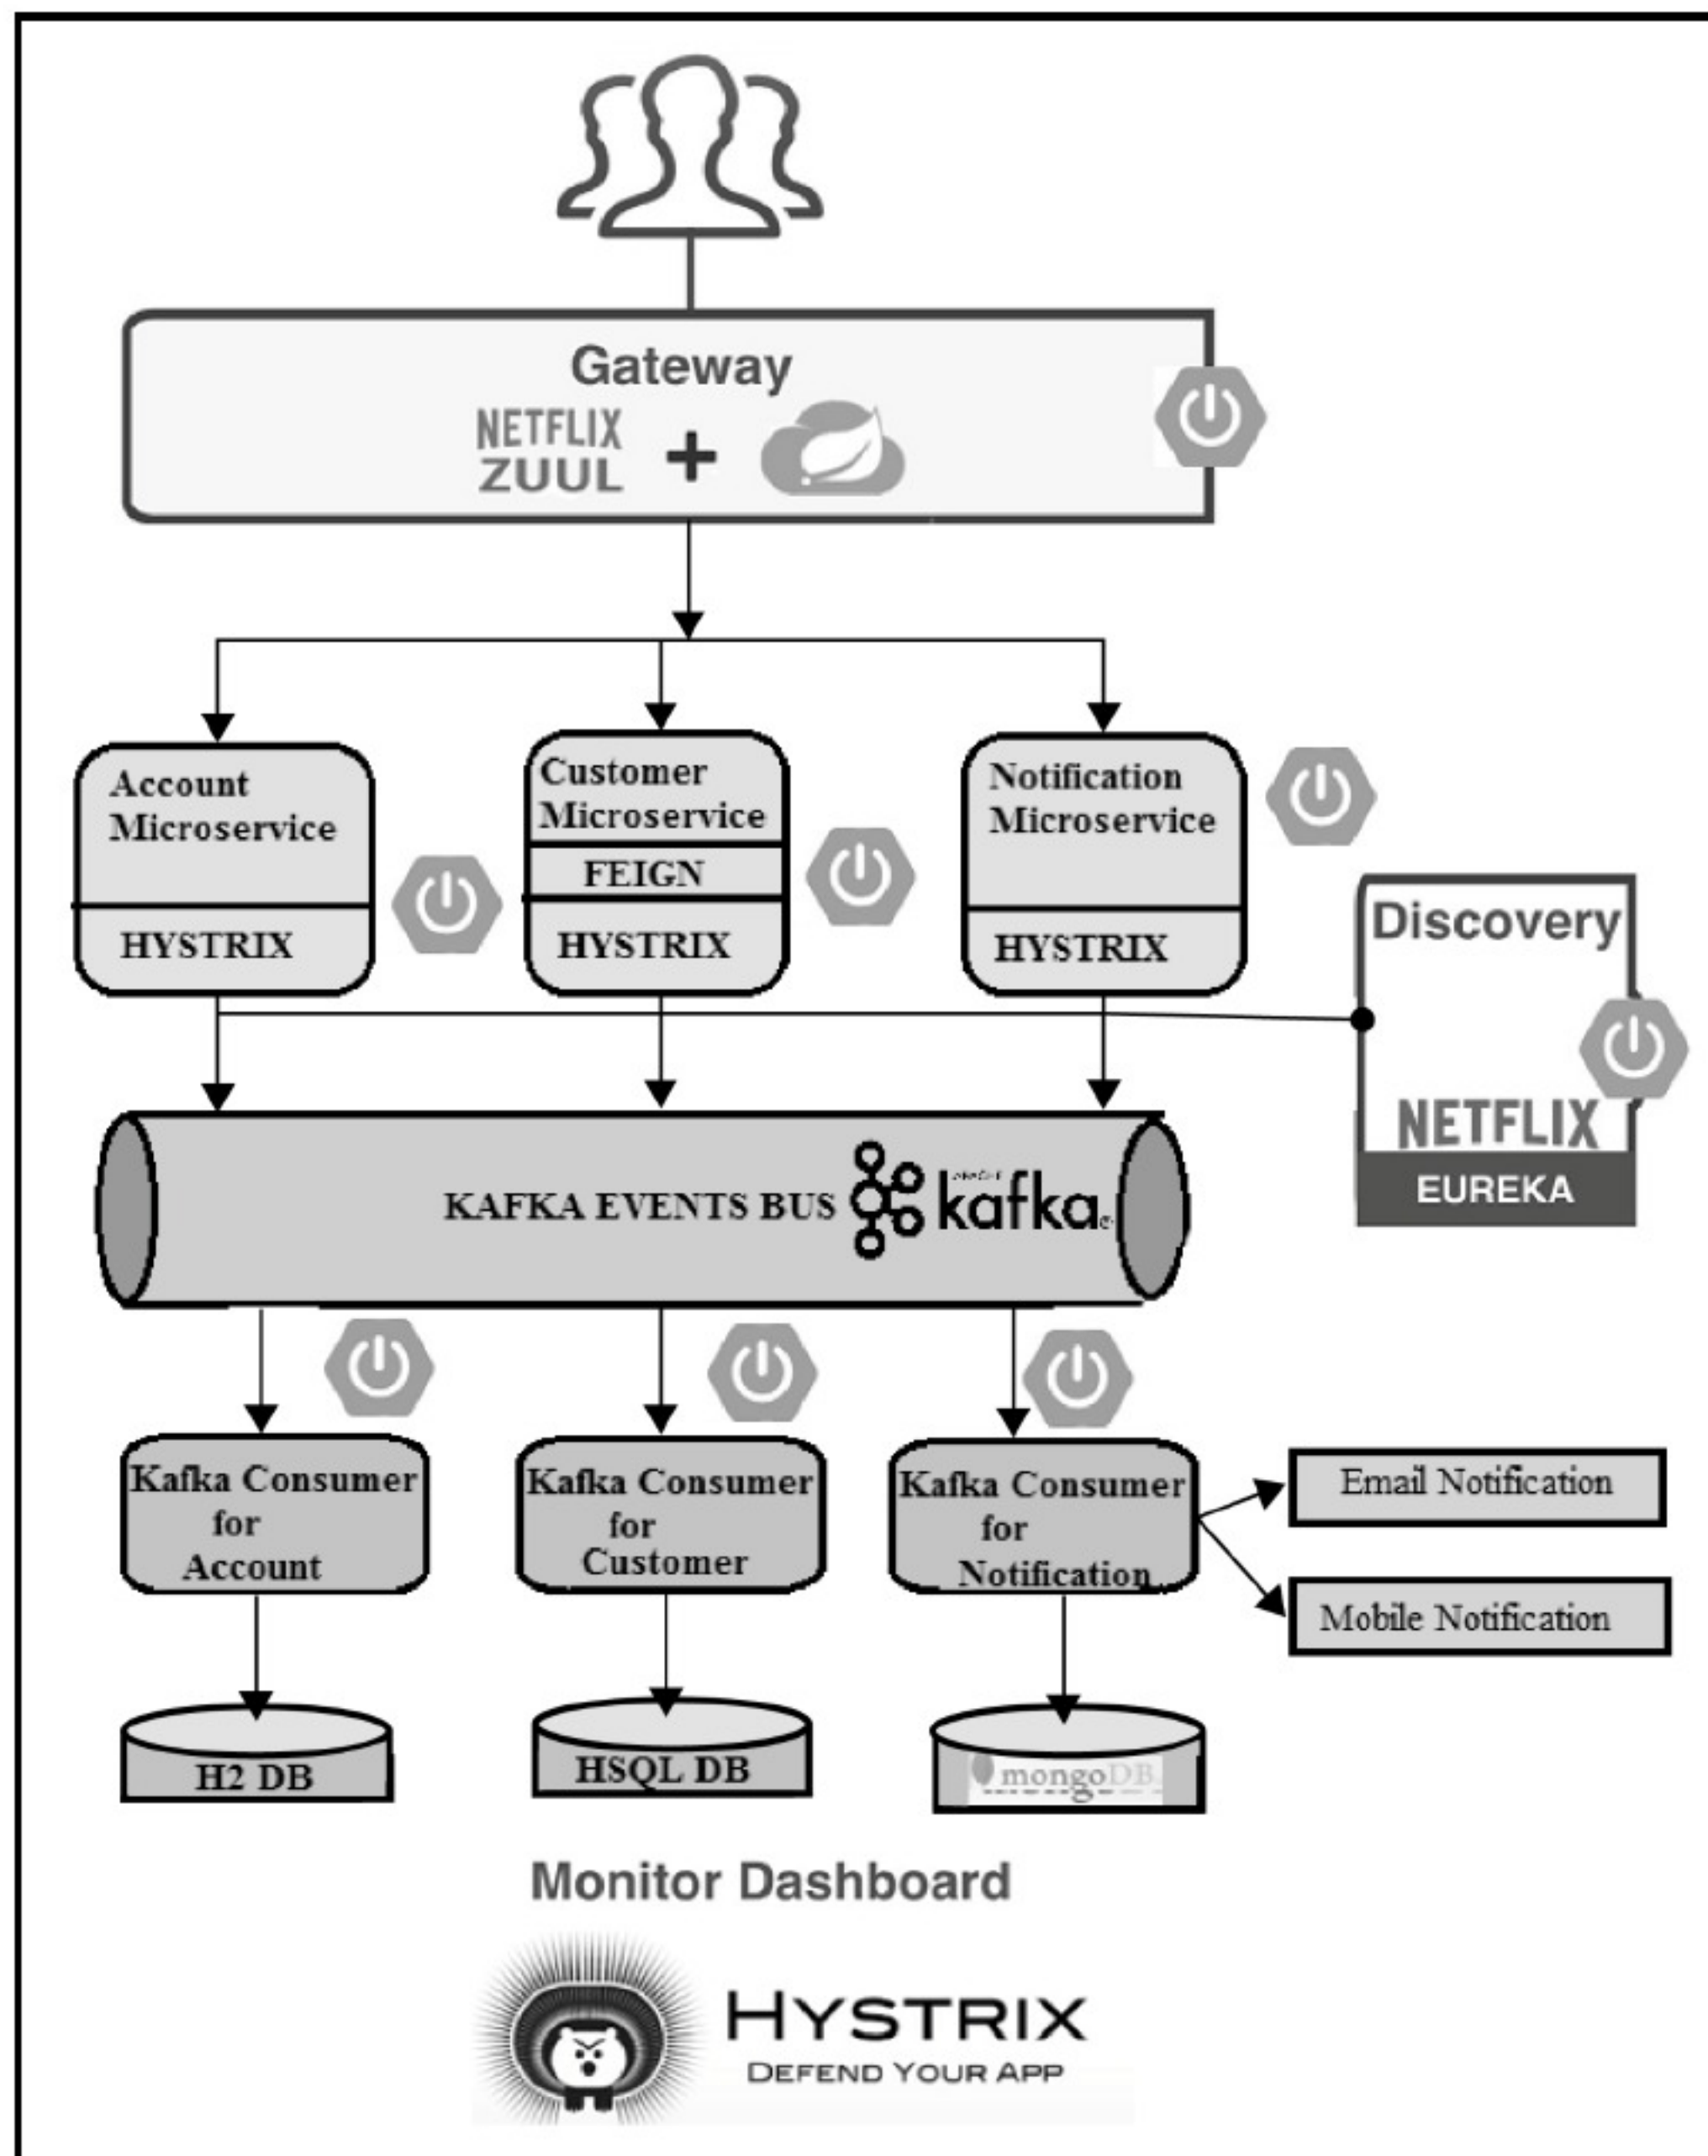 Gateway
NETFLIX
ZUUL
Account
Microservice
HYSTRIX
Customer
Microservice
FEIGN
HYSTRIX
Notification
Microservice
HYSTRIX
Discovery
NETFLIX
EUREKA
KAFKA EVENTS BUS
APACHE
kafka
Kafka Consumer
for
Account
Kafka Consumer
for
Customer
Kafka Consumer
for
Notification
Email Notification
Mobile Notification
H2 DB
HSQL DB
mongoDB
Monitor Dashboard
HYSTRIX
DEFEND YOUR APP